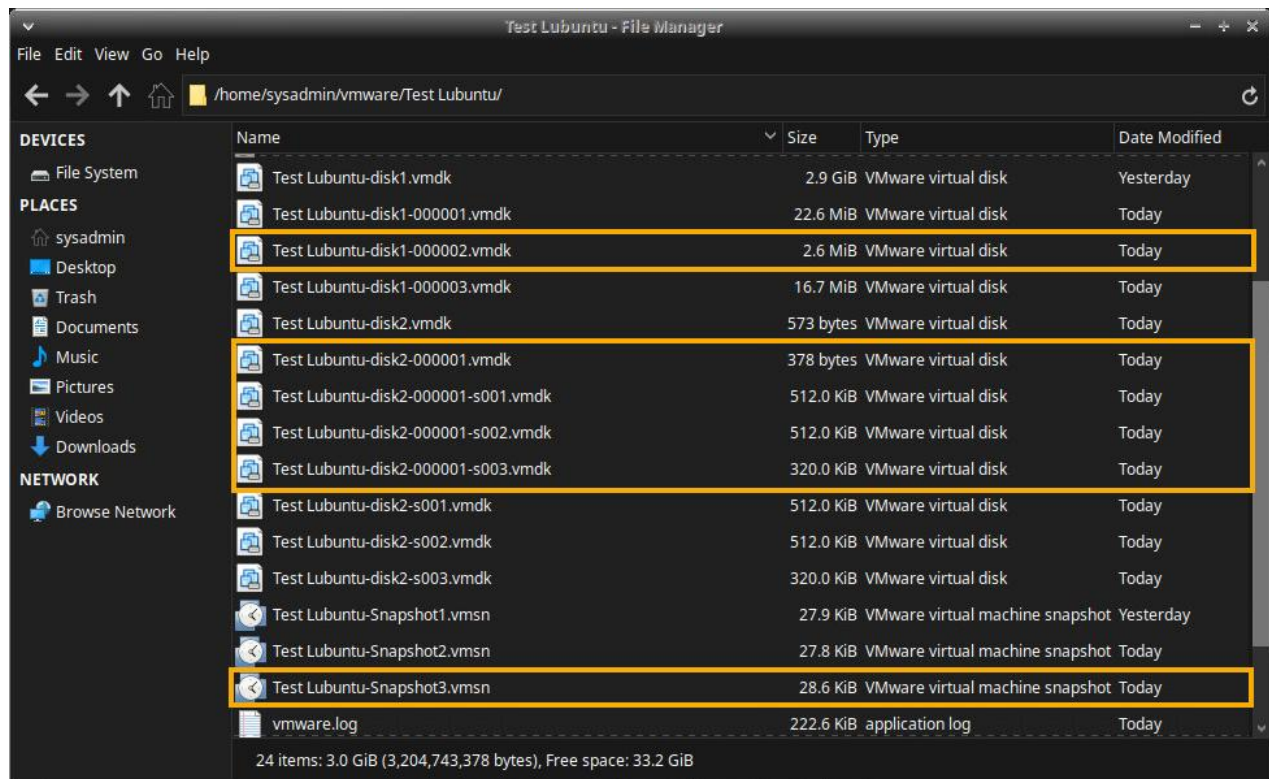 Test Lubuntu - File Manager
File Edit View Go Help
/home/sysadmin/vmware/Test Lubuntu/
DEVICES
File System
PLACES
sysadmin
Desktop
Trash
Documents
Music
Pictures
Videos
Downloads
NETWORK
Browse Network
Name Size Type Date Modified
Test Lubuntu-disk1.vmdk 2.9 GiB VMware virtual disk Yesterday
Test Lubuntu-disk1-000001.vmdk 22.6 MiB VMware virtual disk Today
Test Lubuntu-disk1-000002.vmdk 2.6 MiB VMware virtual disk Today
Test Lubuntu-disk1-000003.vmdk 16.7 MiB VMware virtual disk Today
Test Lubuntu-disk2.vmdk 573 bytes VMware virtual disk Today
Test Lubuntu-disk2-000001.vmdk 378 bytes VMware virtual disk Today
Test Lubuntu-disk2-000001-s001.vmdk 512.0 KiB VMware virtual disk Today
Test Lubuntu-disk2-000001-s002.vmdk 512.0 KiB VMware virtual disk Today
Test Lubuntu-disk2-000001-s003.vmdk 320.0 KiB VMware virtual disk Today
Test Lubuntu-disk2-s001.vmdk 512.0 KiB VMware virtual disk Today
Test Lubuntu-disk2-s002.vmdk 512.0 KiB VMware virtual disk Today
Test Lubuntu-disk2-s003.vmdk 320.0 KiB VMware virtual disk Today
Test Lubuntu-Snapshot1.vmsn 27.9 KiB VMware virtual machine snapshot Yesterday
Test Lubuntu-Snapshot2.vmsn 27.8 KiB VMware virtual machine snapshot Today
Test Lubuntu-Snapshot3.vmsn 28.6 KiB VMware virtual machine snapshot Today
vmware.log 222.6 KiB application log Today
24 items: 3.0 GiB (3,204,743,378 bytes), Free space: 33.2 GiB